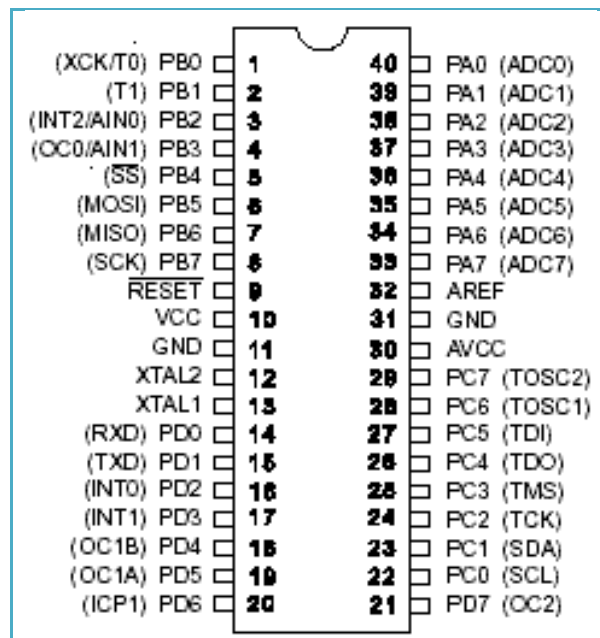 (XCK/T0) PB0 1 40 PA0 (ADC0)
(T1) PB1 2 39 PA1 (ADC1)
(INT2/AIN0) PB2 3 38 PA2 (ADC2)
(OC0/AIN1) PB3 4 37 PA3 (ADC3)
(SS) PB4 5 36 PA4 (ADC4)
(MOSI) PB5 6 35 PA5 (ADC5)
(MISO) PB6 7 34 PA6 (ADC6)
(SCK) PB7 8 33 PA7 (ADC7)
RESET 9 32 AREF
VCC 10 31 GND
GND 11 30 AVCC
XTAL2 12 29 PC7 (TOSC2)
XTAL1 13 28 PC6 (TOSC1)
(RXD) PD0 14 27 PC5 (TDI)
(TXD) PD1 15 26 PC4 (TDO)
(INT0) PD2 16 25 PC3 (TMS)
(INT1) PD3 17 24 PC2 (TCK)
(OC1B) PD4 18 23 PC1 (SDA)
(OC1A) PD5 19 22 PC0 (SCL)
(ICP1) PD6 20 21 PD7 (OC2)